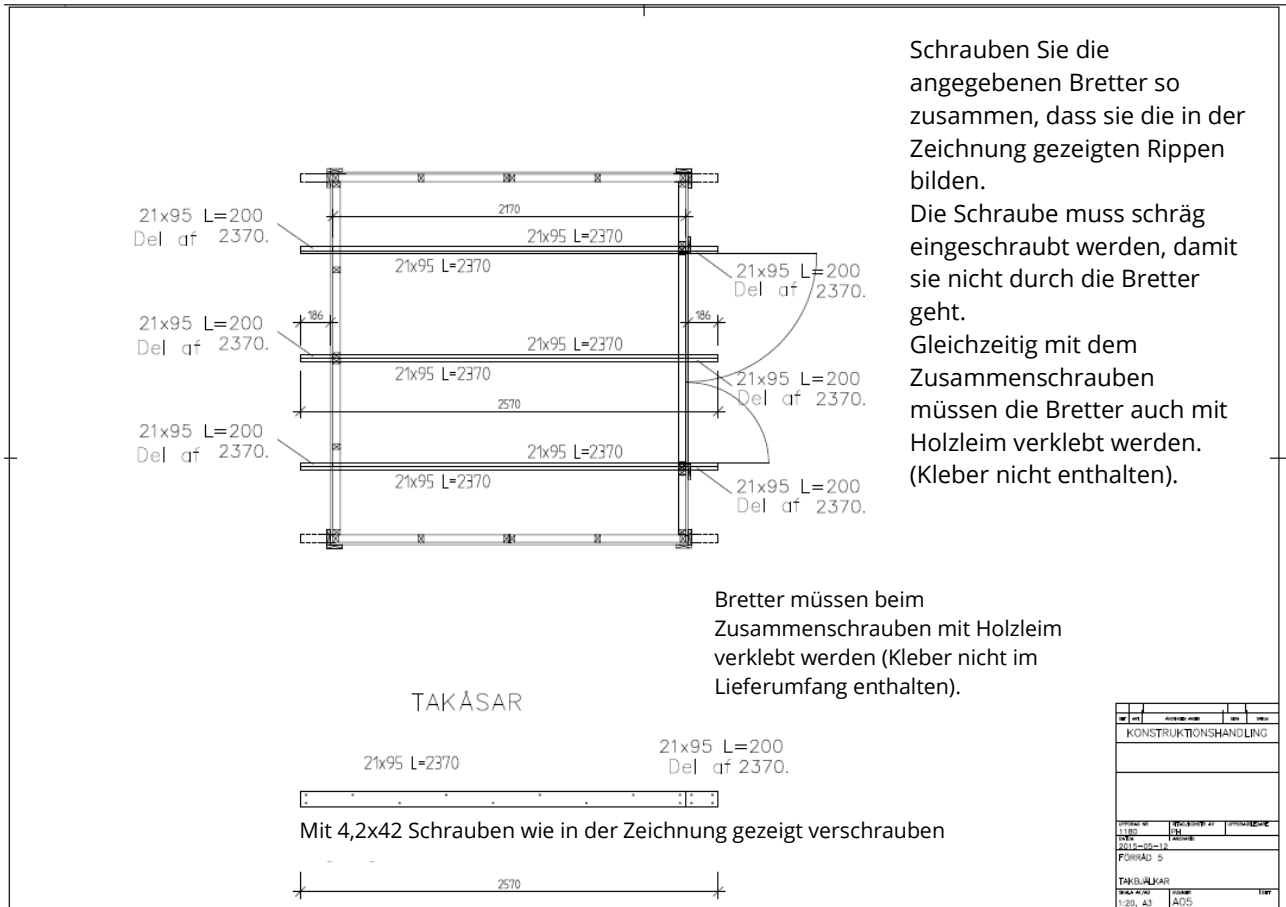 Schrauben Sie die
angegebenen Bretter so
zusammen, dass sie die in der
Zeichnung gezeigten Rippen
bilden.
Die Schraube muss schräg
eingeschraubt werden, damit
sie nicht durch die Bretter
geht.
Gleichzeitig mit dem
Zusammenschrauben
müssen die Bretter auch mit
Holzleim verklebt werden.
(Kleber nicht enthalten).
2170
21x95 L=200
Del af 2370.
21x95 L=2370
21x95 L=2370
21x95 L=200
Del af 2370.
186
186
21x95 L=200
Del af 2370.
21x95 L=2370
21x95 L=2370
21x95 L=200
Del af 2370.
2570
21x95 L=200
Del af 2370.
21x95 L=2370
21x95 L=2370
21x95 L=200
Del af 2370.
Bretter müssen beim
Zusammenschrauben mit Holzleim
verklebt werden (Kleber nicht im
Lieferumfang enthalten).
TAKÅSAR
21x95 L=2370
21x95 L=200
Del af 2370.
Mit 4,2x42 Schrauben wie in der Zeichnung gezeigt verschrauben
2570
KONSTRUKTIONSHANDLING
1180
PH
2015-05-12
FÖRRÅD 5
TAKBJÄLKAR
1:20, A3
A05